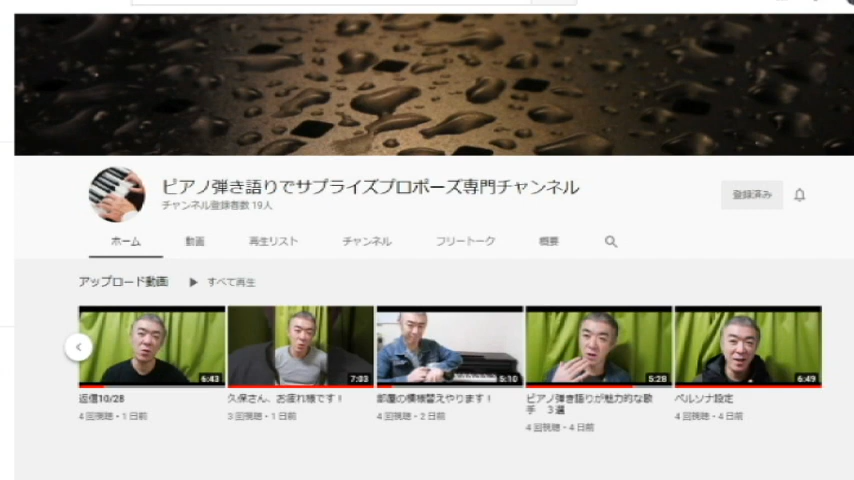 ピアノ弾き語りでサプライズプロポーズ専門チャンネル
チャンネル登録者数 19人
登録済み
ホーム 動画 再生リスト チャンネル フリートーク 概要
アップロード動画 ▶ すべて再生
6:43 7:03 5:10 5:28 6:49
返信10/28
4 回視聴・1 日前
久保さん、お疲れ様です！
3 回視聴・1 日前
部屋の模様替えやります！
4 回視聴・2 日前
ピアノ弾き語りが魅力的な歌
手 3 選
4 回視聴・4 日前
ペルソナ設定
4 回視聴・4 日前